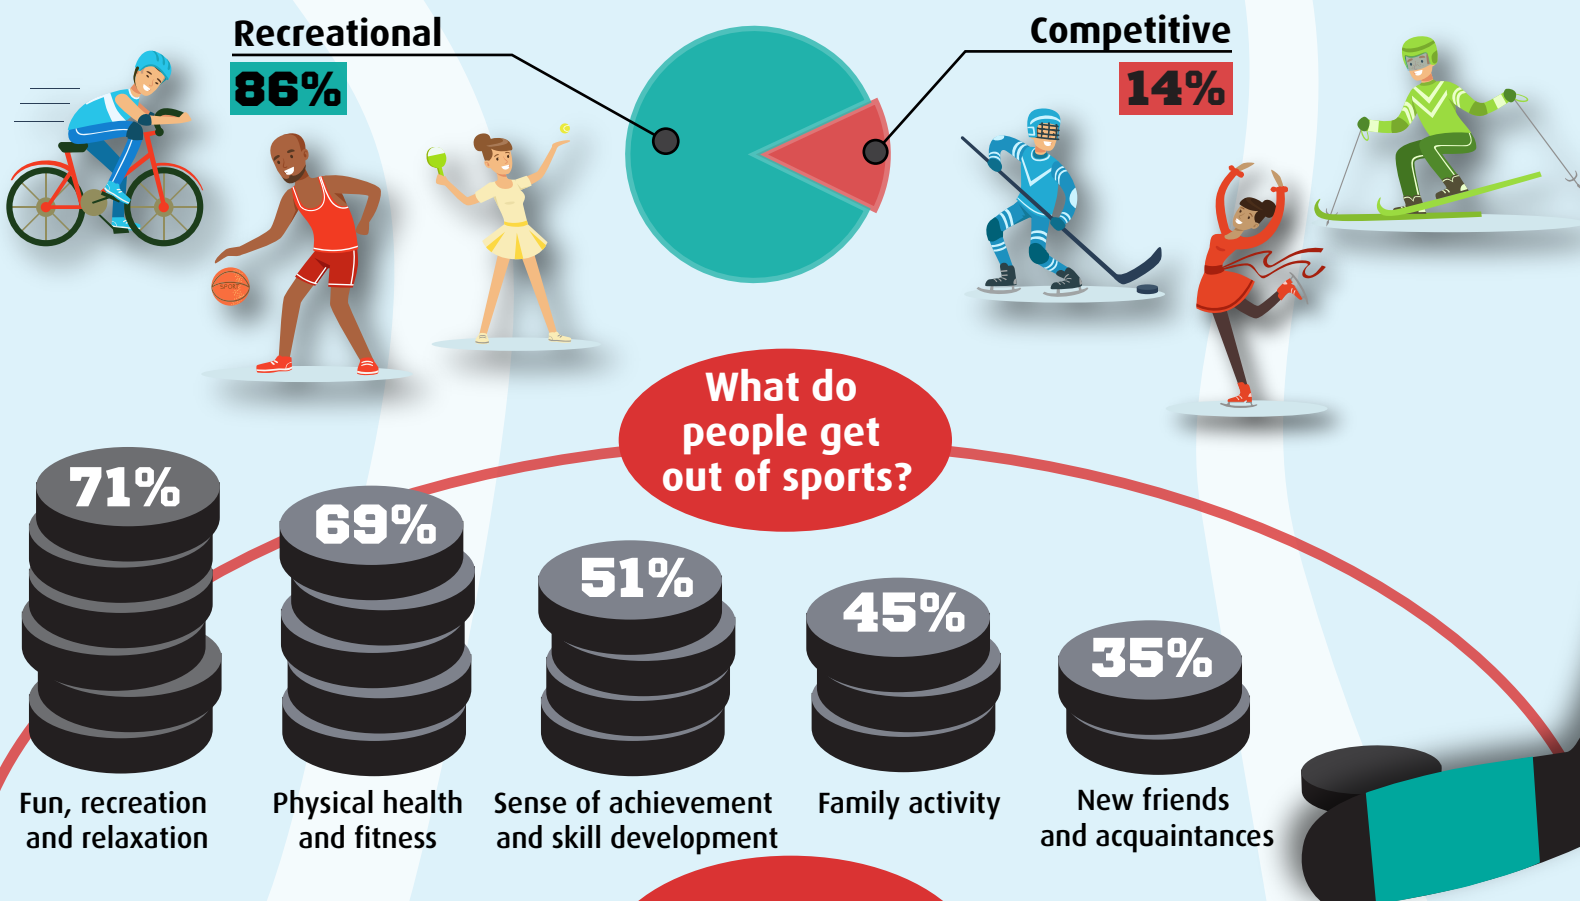 Recreational
86%
Competitive
14%
SPORT
What do
people get
out of sports?
71%
69%
51%
45%
35%
Fun, recreation
and relaxation
Physical health
and fitness
Sense of achievement
and skill development
Family activity
New friends
and acquaintances